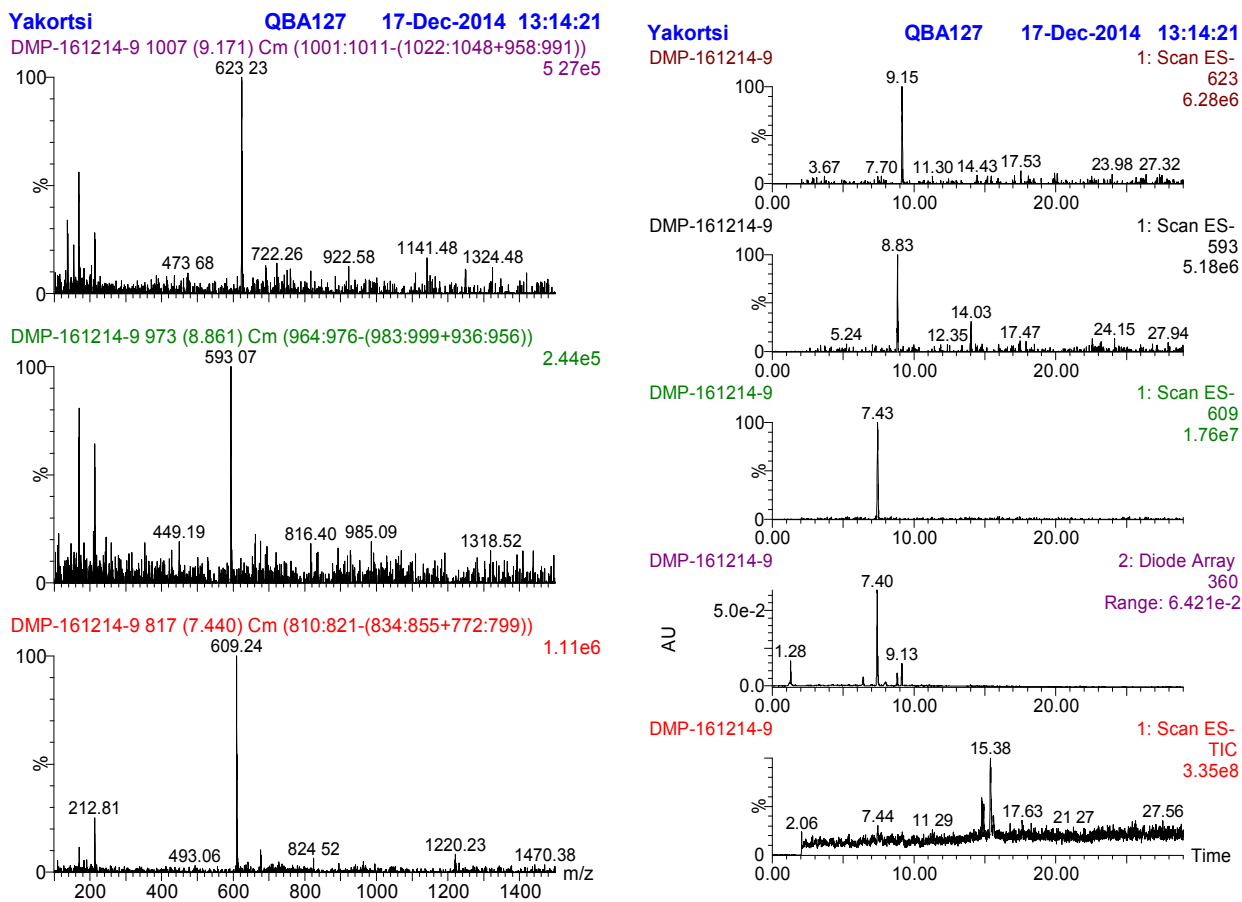 Yakortsi QBA127 17-Dec-2014 13:14:21
DMP-161214-9 1007 (9.171) Cm (1001:1011-(1022:1048+958:991))
5 27e5
623 23
100
%
0
473 68
722.26
922.58
1141.48
1324.48
DMP-161214-9 973 (8.861) Cm (964:976-(983:999+936:956))
2.44e5
593 07
100
%
0
449.19
816.40
985.09
1318.52
DMP-161214-9 817 (7.440) Cm (810:821-(834:855+772:799))
1.11e6
609.24
100
%
0
212.81
493.06
824 52
1220.23
1470.38
m/z
200 400 600 800 1000 1200 1400
Yakortsi QBA127 17-Dec-2014 13:14:21
DMP-161214-9
1: Scan ES-
623
6.28e6
100
%
0
9.15
3.67
7.70
11.30
14.43
17.53
23.98
27.32
0.00 10.00 20.00
DMP-161214-9
1: Scan ES-
593
5.18e6
100
%
0
8.83
5.24
12.35
14.03
17.47
24.15
27.94
0.00 10.00 20.00
DMP-161214-9
1: Scan ES-
609
1.76e7
100
%
0
7.43
0.00 10.00 20.00
DMP-161214-9
2: Diode Array
360
Range: 6.421e-2
AU
5.0e-2
0.0
1.28
7.40
9.13
0.00 10.00 20.00
DMP-161214-9
1: Scan ES-
TIC
3.35e8
%
0
2.06
7.44
11 29
15.38
17.63
21 27
27.56
Time
0.00 10.00 20.00